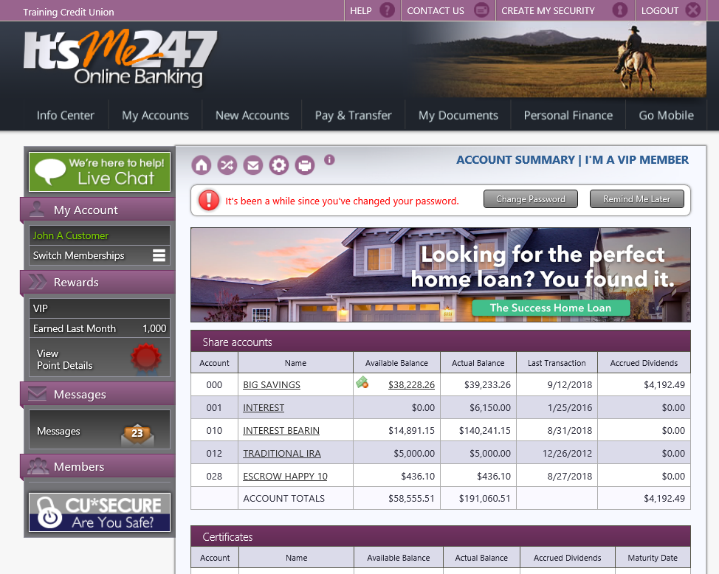 Training Credit Union
HELP
CONTACT US
CREATE MY SECURITY
LOGOUT
It'sMe247
Online Banking
Info Center
My Accounts
New Accounts
Pay & Transfer
My Documents
Personal Finance
Go Mobile
We're here to help!
Live Chat
ACCOUNT SUMMARY | I'M A VIP MEMBER
It's been a while since you've changed your password.
Change Password
Remind Me Later
My Account
John A Customer
Switch Memberships
Rewards
VIP
Earned Last Month 1,000
View
Point Details
Messages
Messages 23
Members
CU*SECURE
Are You Safe?
Looking for the perfect
home loan? You found it.
The Success Home Loan
Share accounts
Account Name Available Balance Actual Balance Last Transaction Accrued Dividends
000 BIG SAVINGS $38,228.26 $39,233.26 9/12/2018 $4,192.49
001 INTEREST $0.00 $6,150.00 1/25/2016 $0.00
010 INTEREST BEARIN $14,891.15 $140,241.15 8/31/2018 $0.00
012 TRADITIONAL IRA $5,000.00 $5,000.00 12/26/2012 $0.00
028 ESCROW HAPPY 10 $436.10 $436.10 8/27/2018 $0.00
ACCOUNT TOTALS $58,555.51 $191,060.51 $4,192.49
Certificates
Account Name Available Balance Actual Balance Accrued Dividends Maturity Date